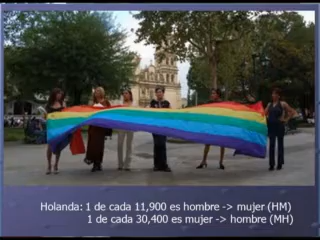 Holanda: 1 de cada 11,900 es hombre -> mujer (HM)
1 de cada 30,400 es mujer -> hombre (MH)